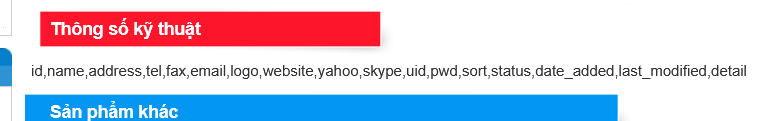 Thông số kỹ thuật
id,name,address,tel,fax,email,logo,website,yahoo,skype,uid,pwd,sort,status,date_added,last_modified,detail
Sản phẩm khác